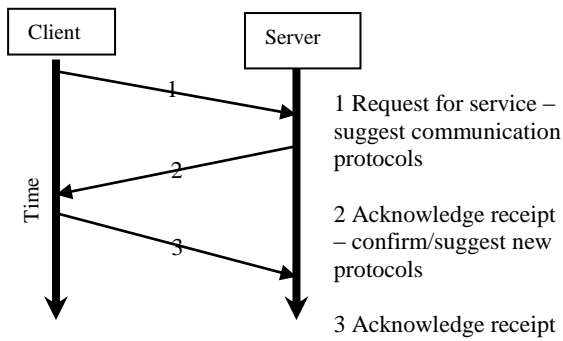 Client
Server
1
2
3
Time
1 Request for service –
suggest communication
protocols
2 Acknowledge receipt
– confirm/suggest new
protocols
3 Acknowledge receipt